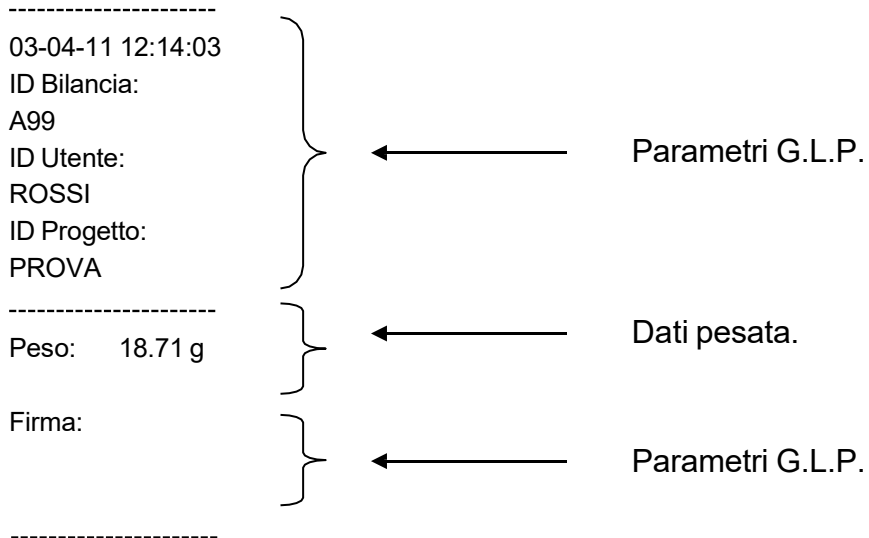 ----------------------
03-04-11 12:14:03
ID Bilancia:
A99
ID Utente:
ROSSI
ID Progetto:
PROVA
Parametri G.L.P.
----------------------
Peso: 18.71 g
Dati pesata.
Firma:
Parametri G.L.P.
----------------------